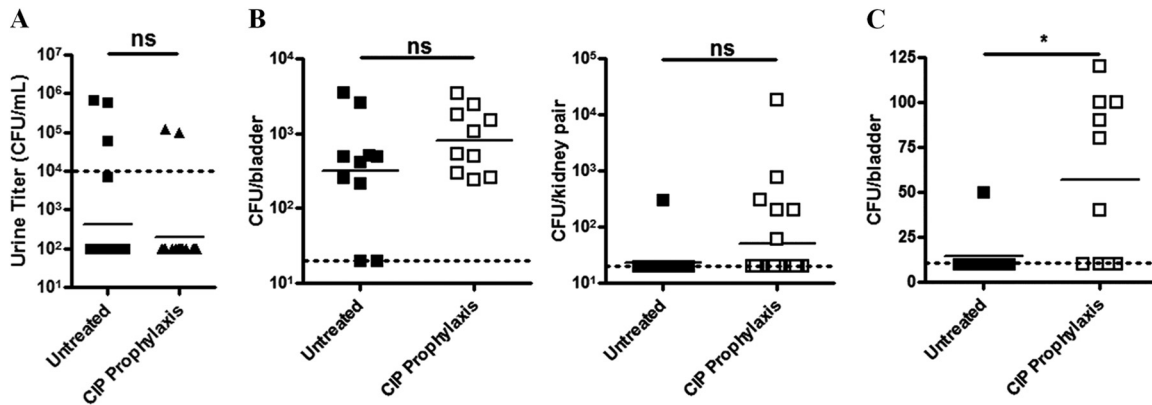 A
B
C
ns
Urine Titer (CFU/mL)
10⁷
10⁶
10⁵
10⁴
10³
10²
10¹
Untreated
CIP Prophylaxis
ns
CFU/bladder
10⁴
10³
10²
10¹
Untreated
CIP Prophylaxis
ns
CFU/kidney pair
10⁵
10⁴
10³
10²
10¹
Untreated
CIP Prophylaxis
*
CFU/bladder
125
100
75
50
25
0
Untreated
CIP Prophylaxis